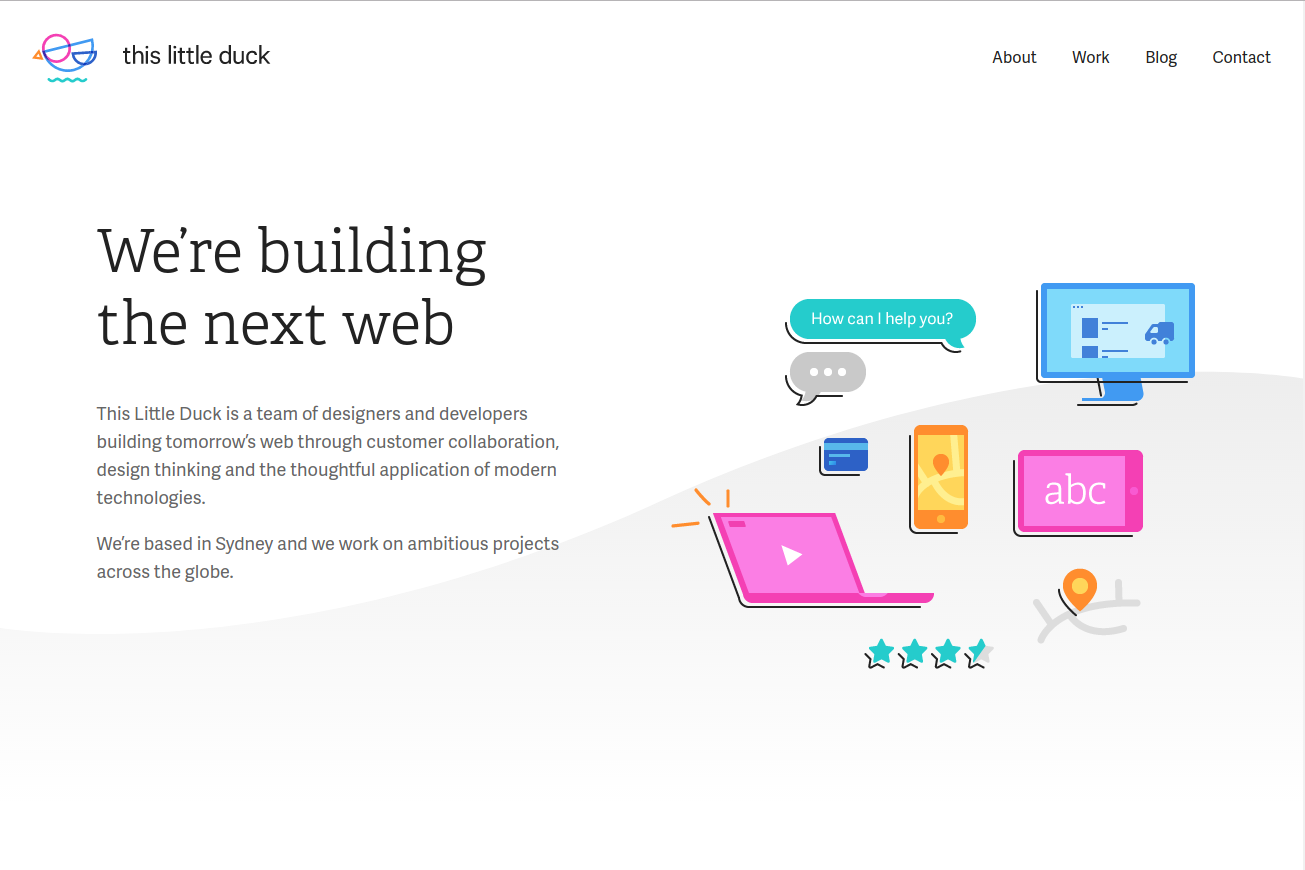 this little duck
About Work Blog Contact
We’re building
the next web
This Little Duck is a team of designers and developers
building tomorrow’s web through customer collaboration,
design thinking and the thoughtful application of modern
technologies.
We’re based in Sydney and we work on ambitious projects
across the globe.
How can I help you?
abc